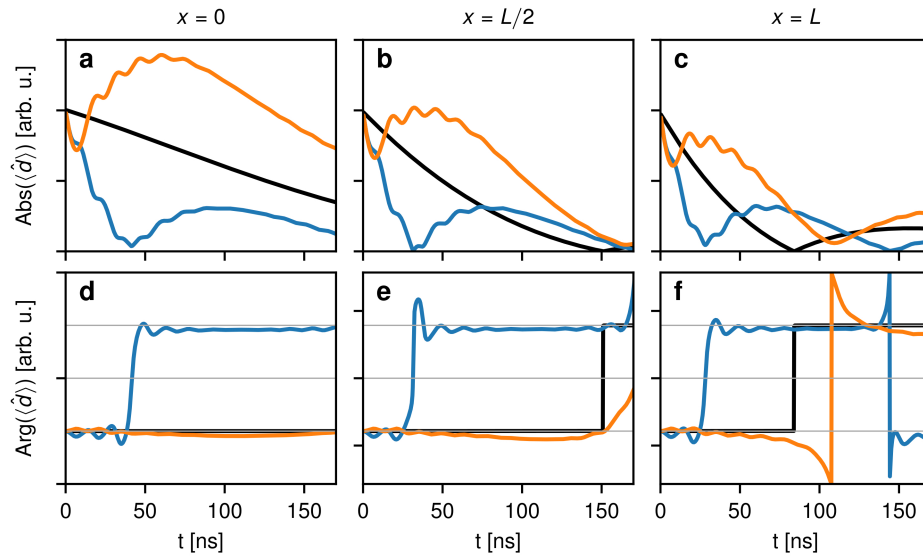 x = 0
x = L/2
x = L
Abs(⟨d̂⟩) [arb. u.]
a
b
c
Arg(⟨d̂⟩) [arb. u.]
d
e
f
0 50 100 150
0 50 100 150
0 50 100 150
t [ns]
t [ns]
t [ns]